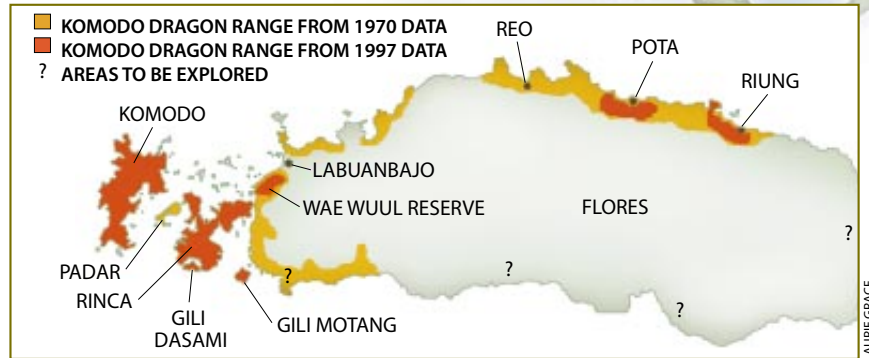 KOMODO DRAGON RANGE FROM 1970 DATA
KOMODO DRAGON RANGE FROM 1997 DATA
? AREAS TO BE EXPLORED
REO
POTA
RIUNG
KOMODO
LABUANBAJO
WAE WUUL RESERVE
FLORES
?
?
?
?
PADAR
RINCA
GILI
DASAMI
GILI MOTANG